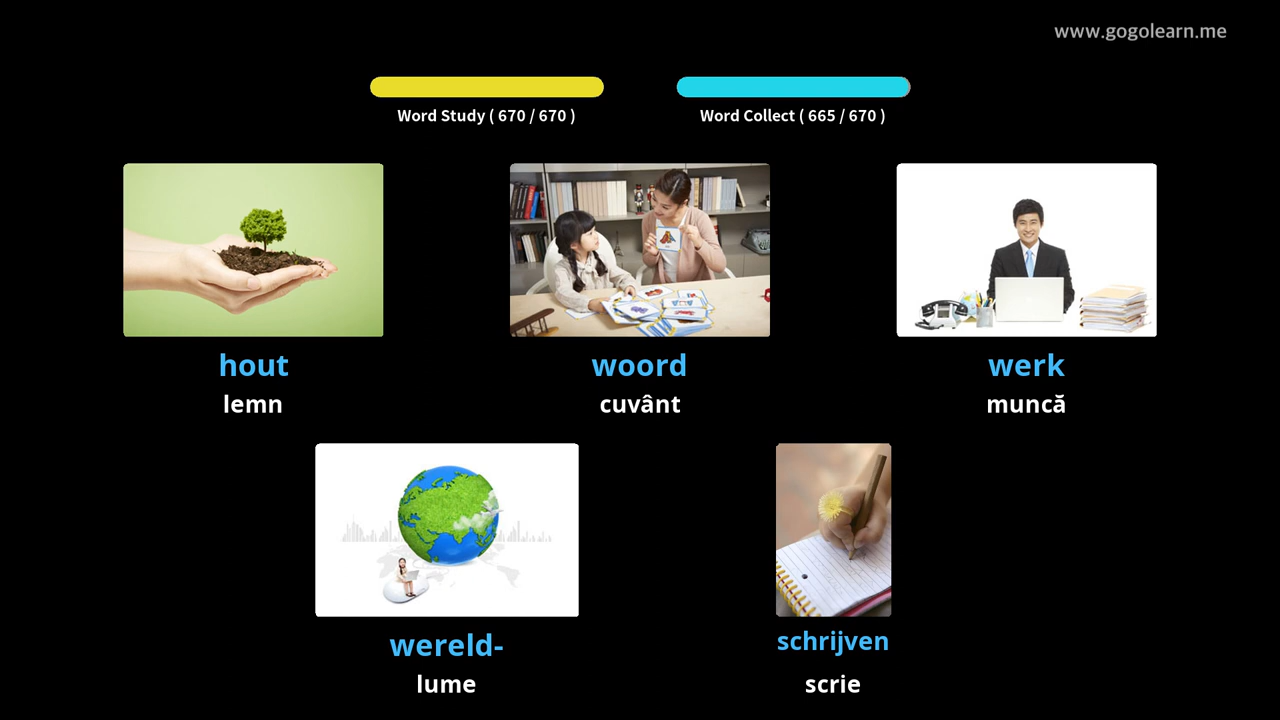 www.gogolearn.me
Word Study ( 670 / 670 )
Word Collect ( 665 / 670 )
hout
woord
werk
lemn
cuvânt
muncă
wereld-
schrijven
lume
scrie